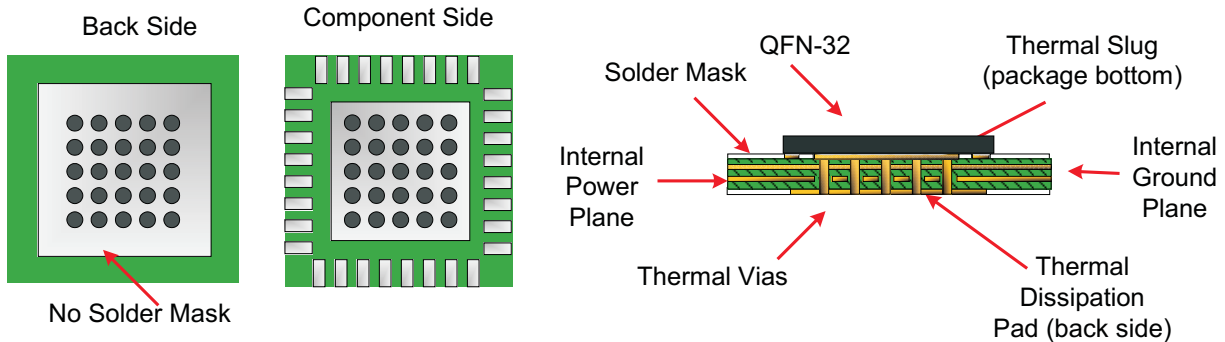 Back Side
Component Side
No Solder Mask
QFN-32
Solder Mask
Thermal Slug
(package bottom)
Internal
Power
Plane
Internal
Ground
Plane
Thermal Vias
Thermal
Dissipation
Pad (back side)